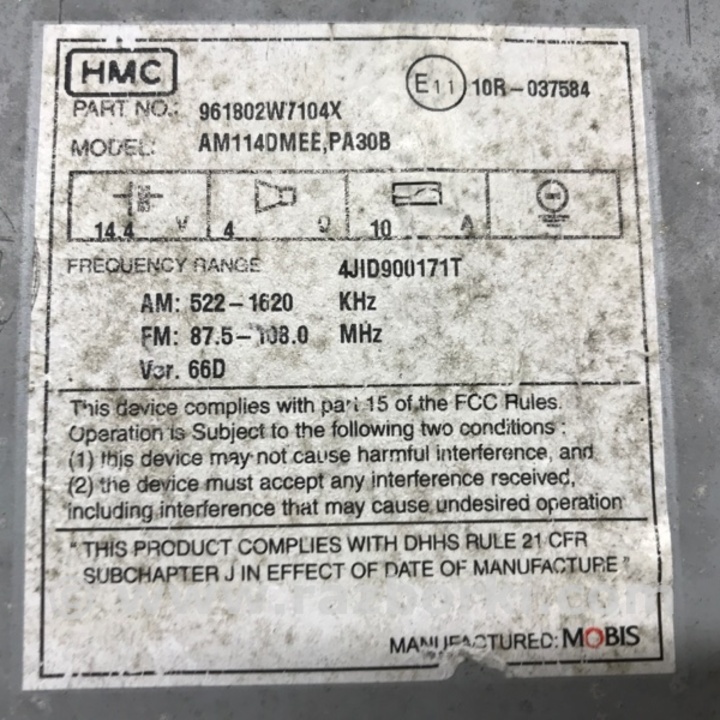 HMC
E11 10R-037584
PART NO.: 961802W7104X
MODEL: AM114DMEE,PA30B
14.4 V 4 Ω 10 A
FREQUENCY RANGE 4JID900171T
AM: 522-1620 KHz
FM: 87.5-108.0 MHz
Ver. 66D
This device complies with part 15 of the FCC Rules.
Operation is Subject to the following two conditions :
(1) this device may not cause harmful interference, and
(2) the device must accept any interference received,
including interference that may cause undesired operation
" THIS PRODUCT COMPLIES WITH DHHS RULE 21 CFR
SUBCHAPTER J IN EFFECT OF DATE OF MANUFACTURE "
MANUFACTURED: MOBIS